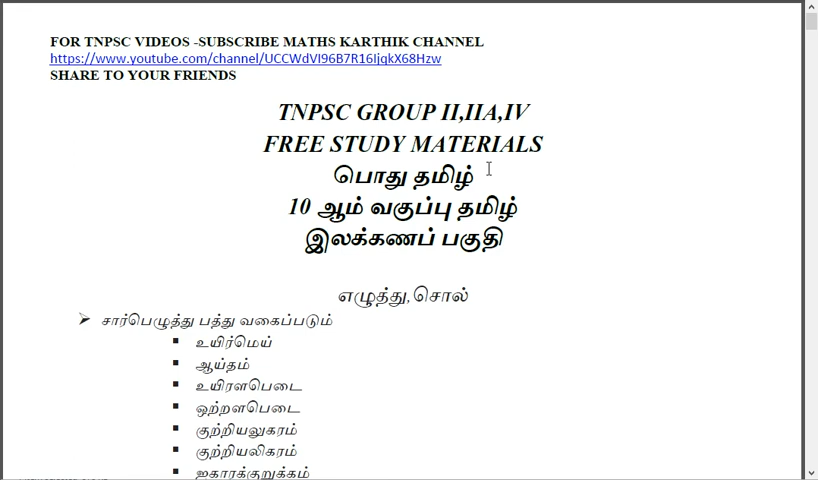 FOR TNPSC VIDEOS -SUBSCRIBE MATHS KARTHIK CHANNEL
https://www.youtube.com/channel/UCCWdVI96B7R16IjqkX68Hzw
SHARE TO YOUR FRIENDS
TNPSC GROUP II,IIA,IV
FREE STUDY MATERIALS
பொது தமிழ்
10 ஆம் வகுப்பு தமிழ்
இலக்கணப் பகுதி
எழுத்து,சொல்
➢ சார்பெழுத்து பத்து வகைப்படும்
▪ உயிர்மெய்
▪ ஆய்தம்
▪ உயிரளபெடை
▪ ஒற்றளபெடை
▪ குற்றியலுகரம்
▪ குற்றியலிகரம்
▪ ஐகாரக்குறுக்கம்